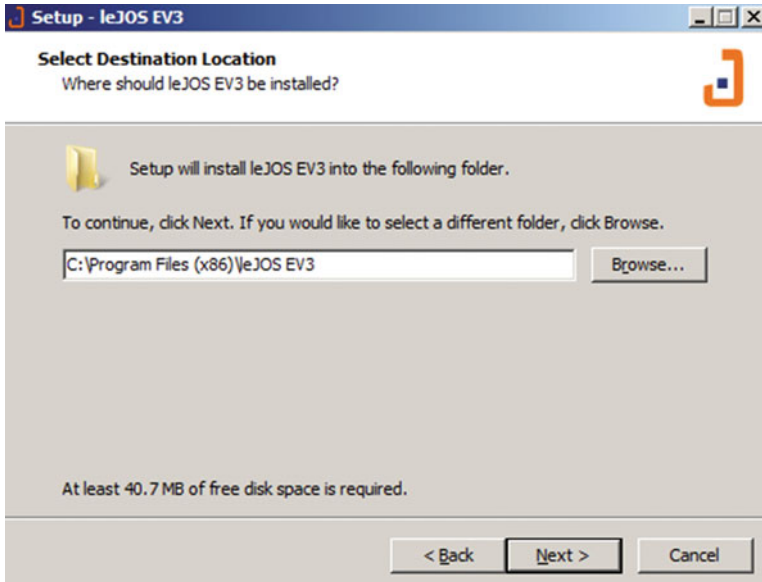 Setup - leJOS EV3
Select Destination Location
Where should leJOS EV3 be installed?
Setup will install leJOS EV3 into the following folder.
To continue, click Next. If you would like to select a different folder, click Browse.
C:\Program Files (x86)\leJOS EV3
Browse...
At least 40.7 MB of free disk space is required.
< Back
Next >
Cancel